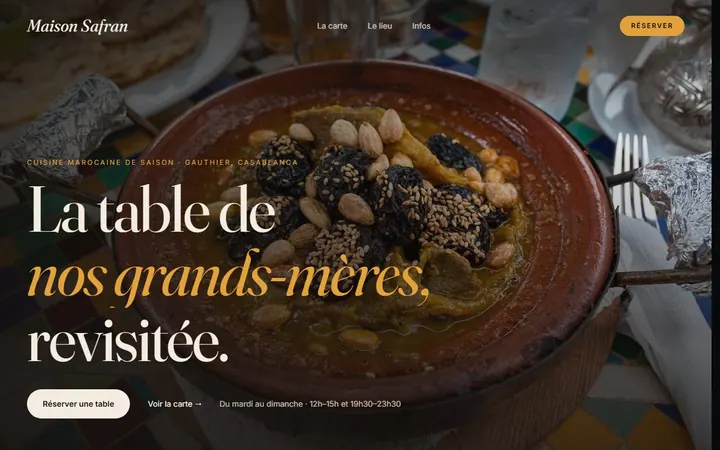 Maison Safran
La carte
Le lieu
Infos
RÉSERVER
CUISINE MAROCAINE DE SAISON · GAUTHIER, CASABLANCA
La table de
nos grands-mères,
revisitée.
Réserver une table
Voir la carte →
Du mardi au dimanche · 12h–15h et 19h30–23h30